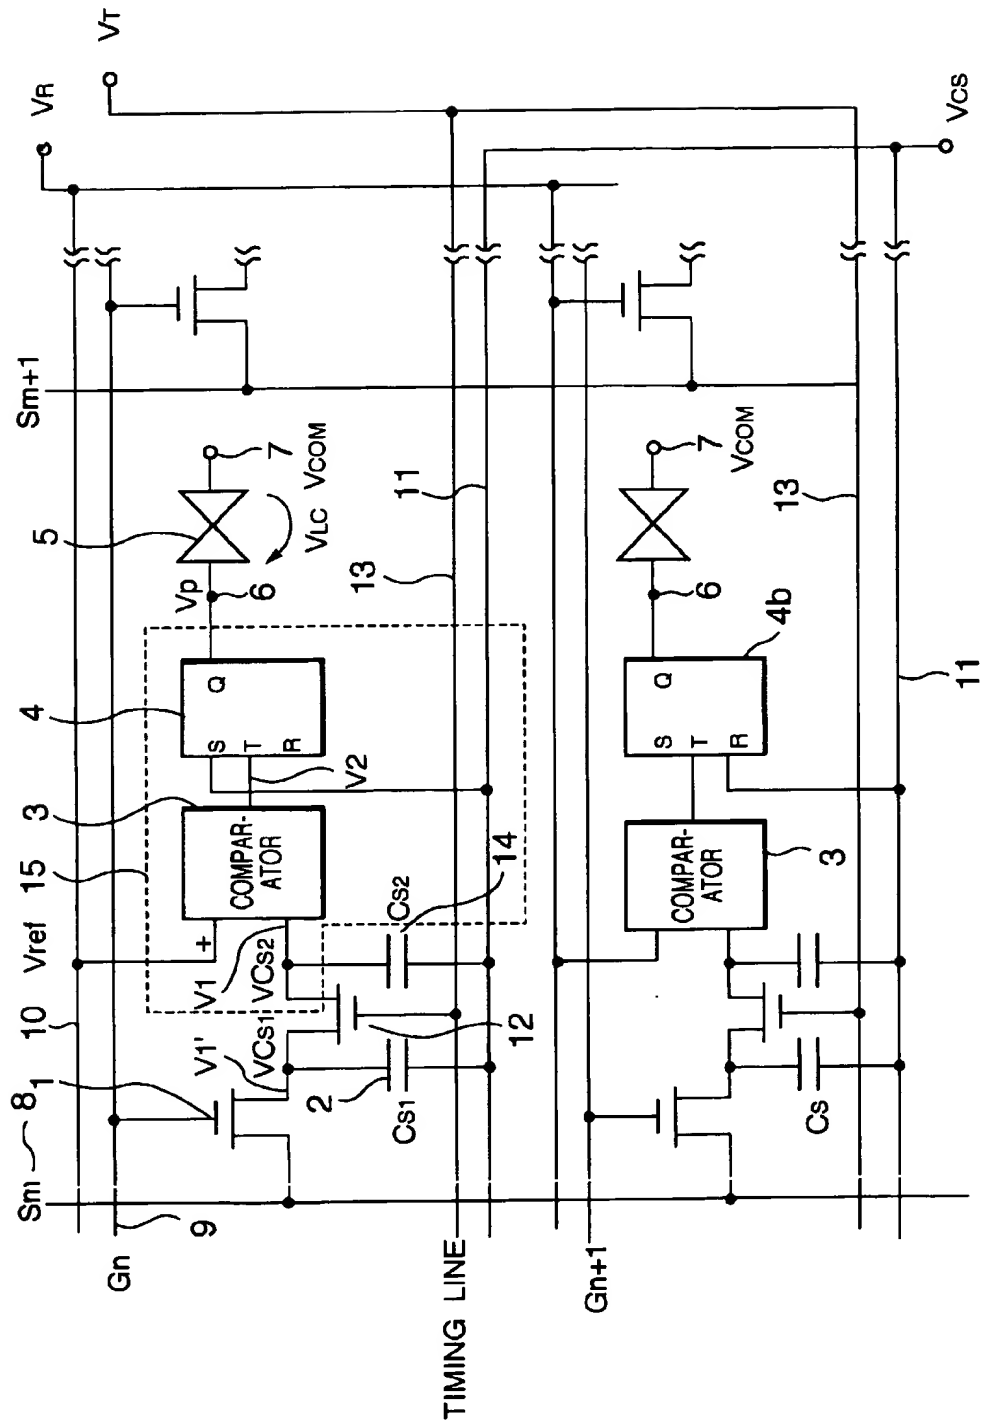 VT
VR
VCS
Sm+1
5
7
VCOM
VLC
Vp
6
13
11
7
VCOM
13
4
Q
S
T
R
V2
3
15
COMPAR-
ATOR
14
Vref
+
V1
VCS2
CS2
10
V1'
VCS1
12
8
1
2
CS1
Sm
9
Gn
TIMING LINE
6
4b
Q
S
T
R
11
COMPAR-
ATOR
3
Cs
Gn+1